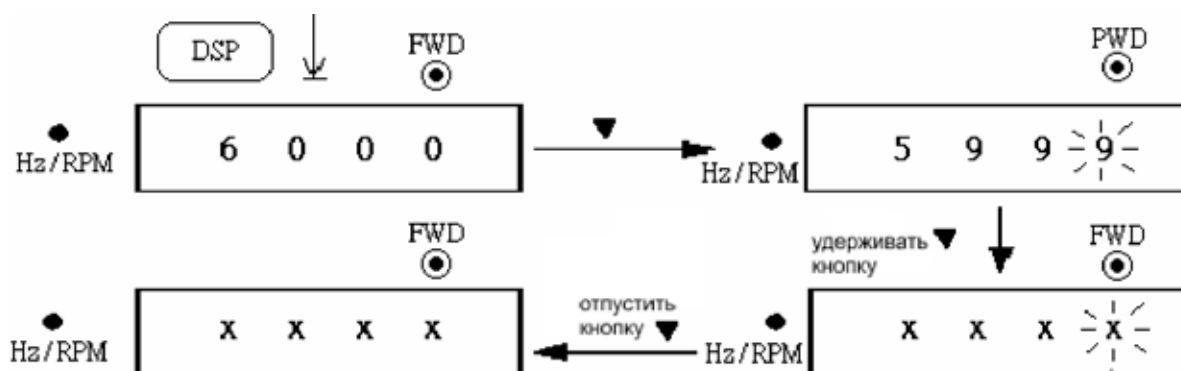 DSP
FWD
PWD
6 0 0 0
5 9 9 9
Hz/RPM
Hz/RPM
FWD
удерживать
кнопку
FWD
x x x x
отпустить
кнопку
x x x x
Hz/RPM
Hz/RPM